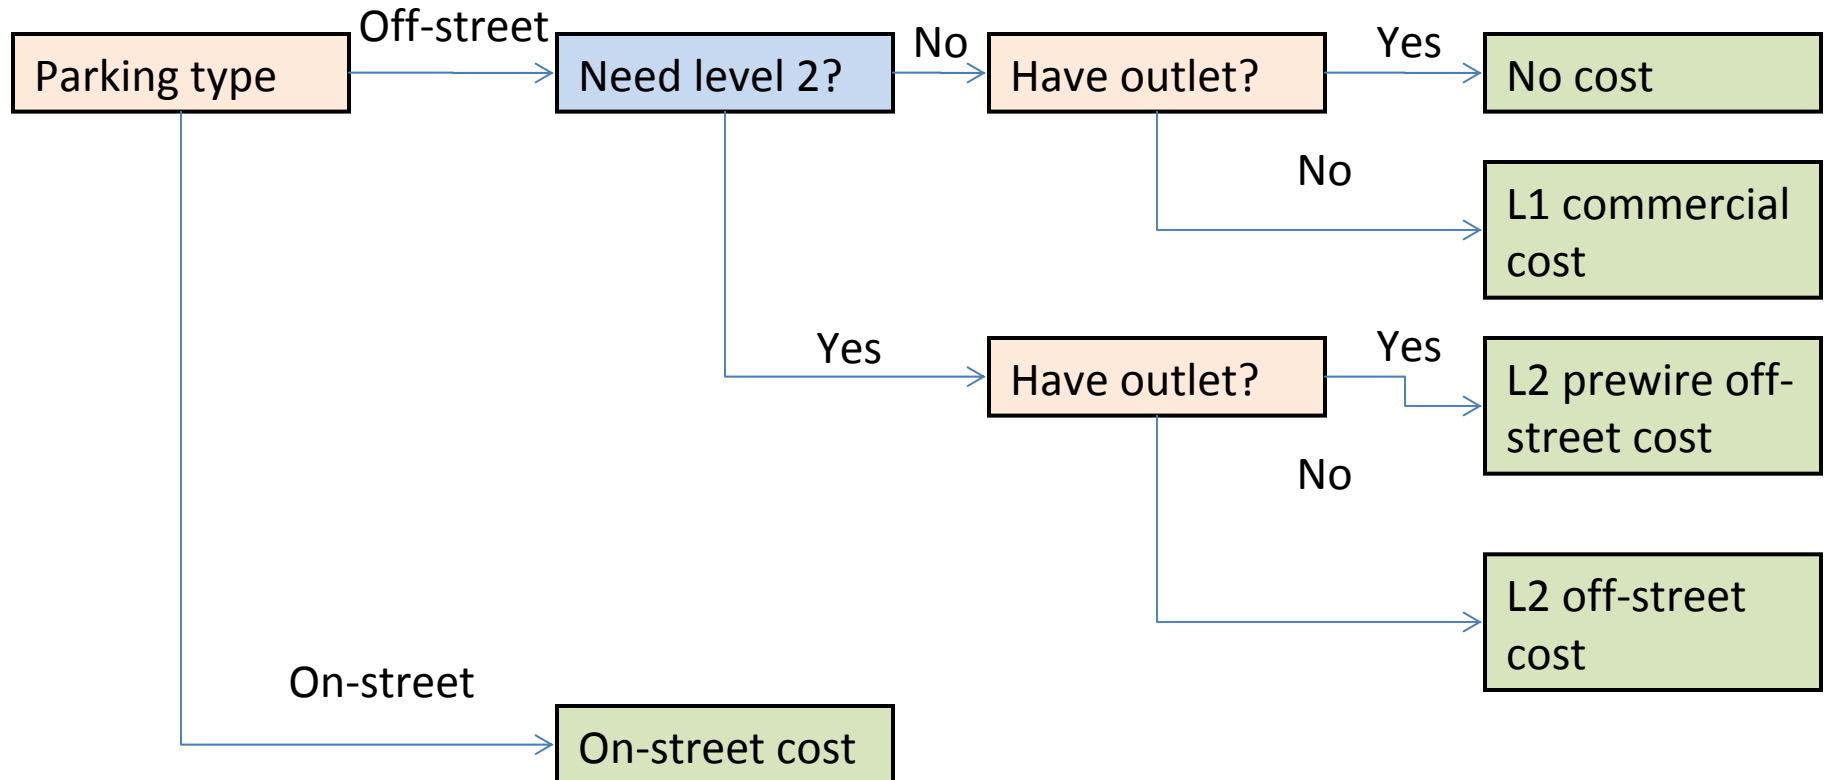 Off-street
Parking type
Need level 2?
No
Have outlet?
Yes
No cost
No
L1 commercial
cost
Yes
Have outlet?
Yes
L2 prewire off-
street cost
No
L2 off-street
cost
On-street
On-street cost